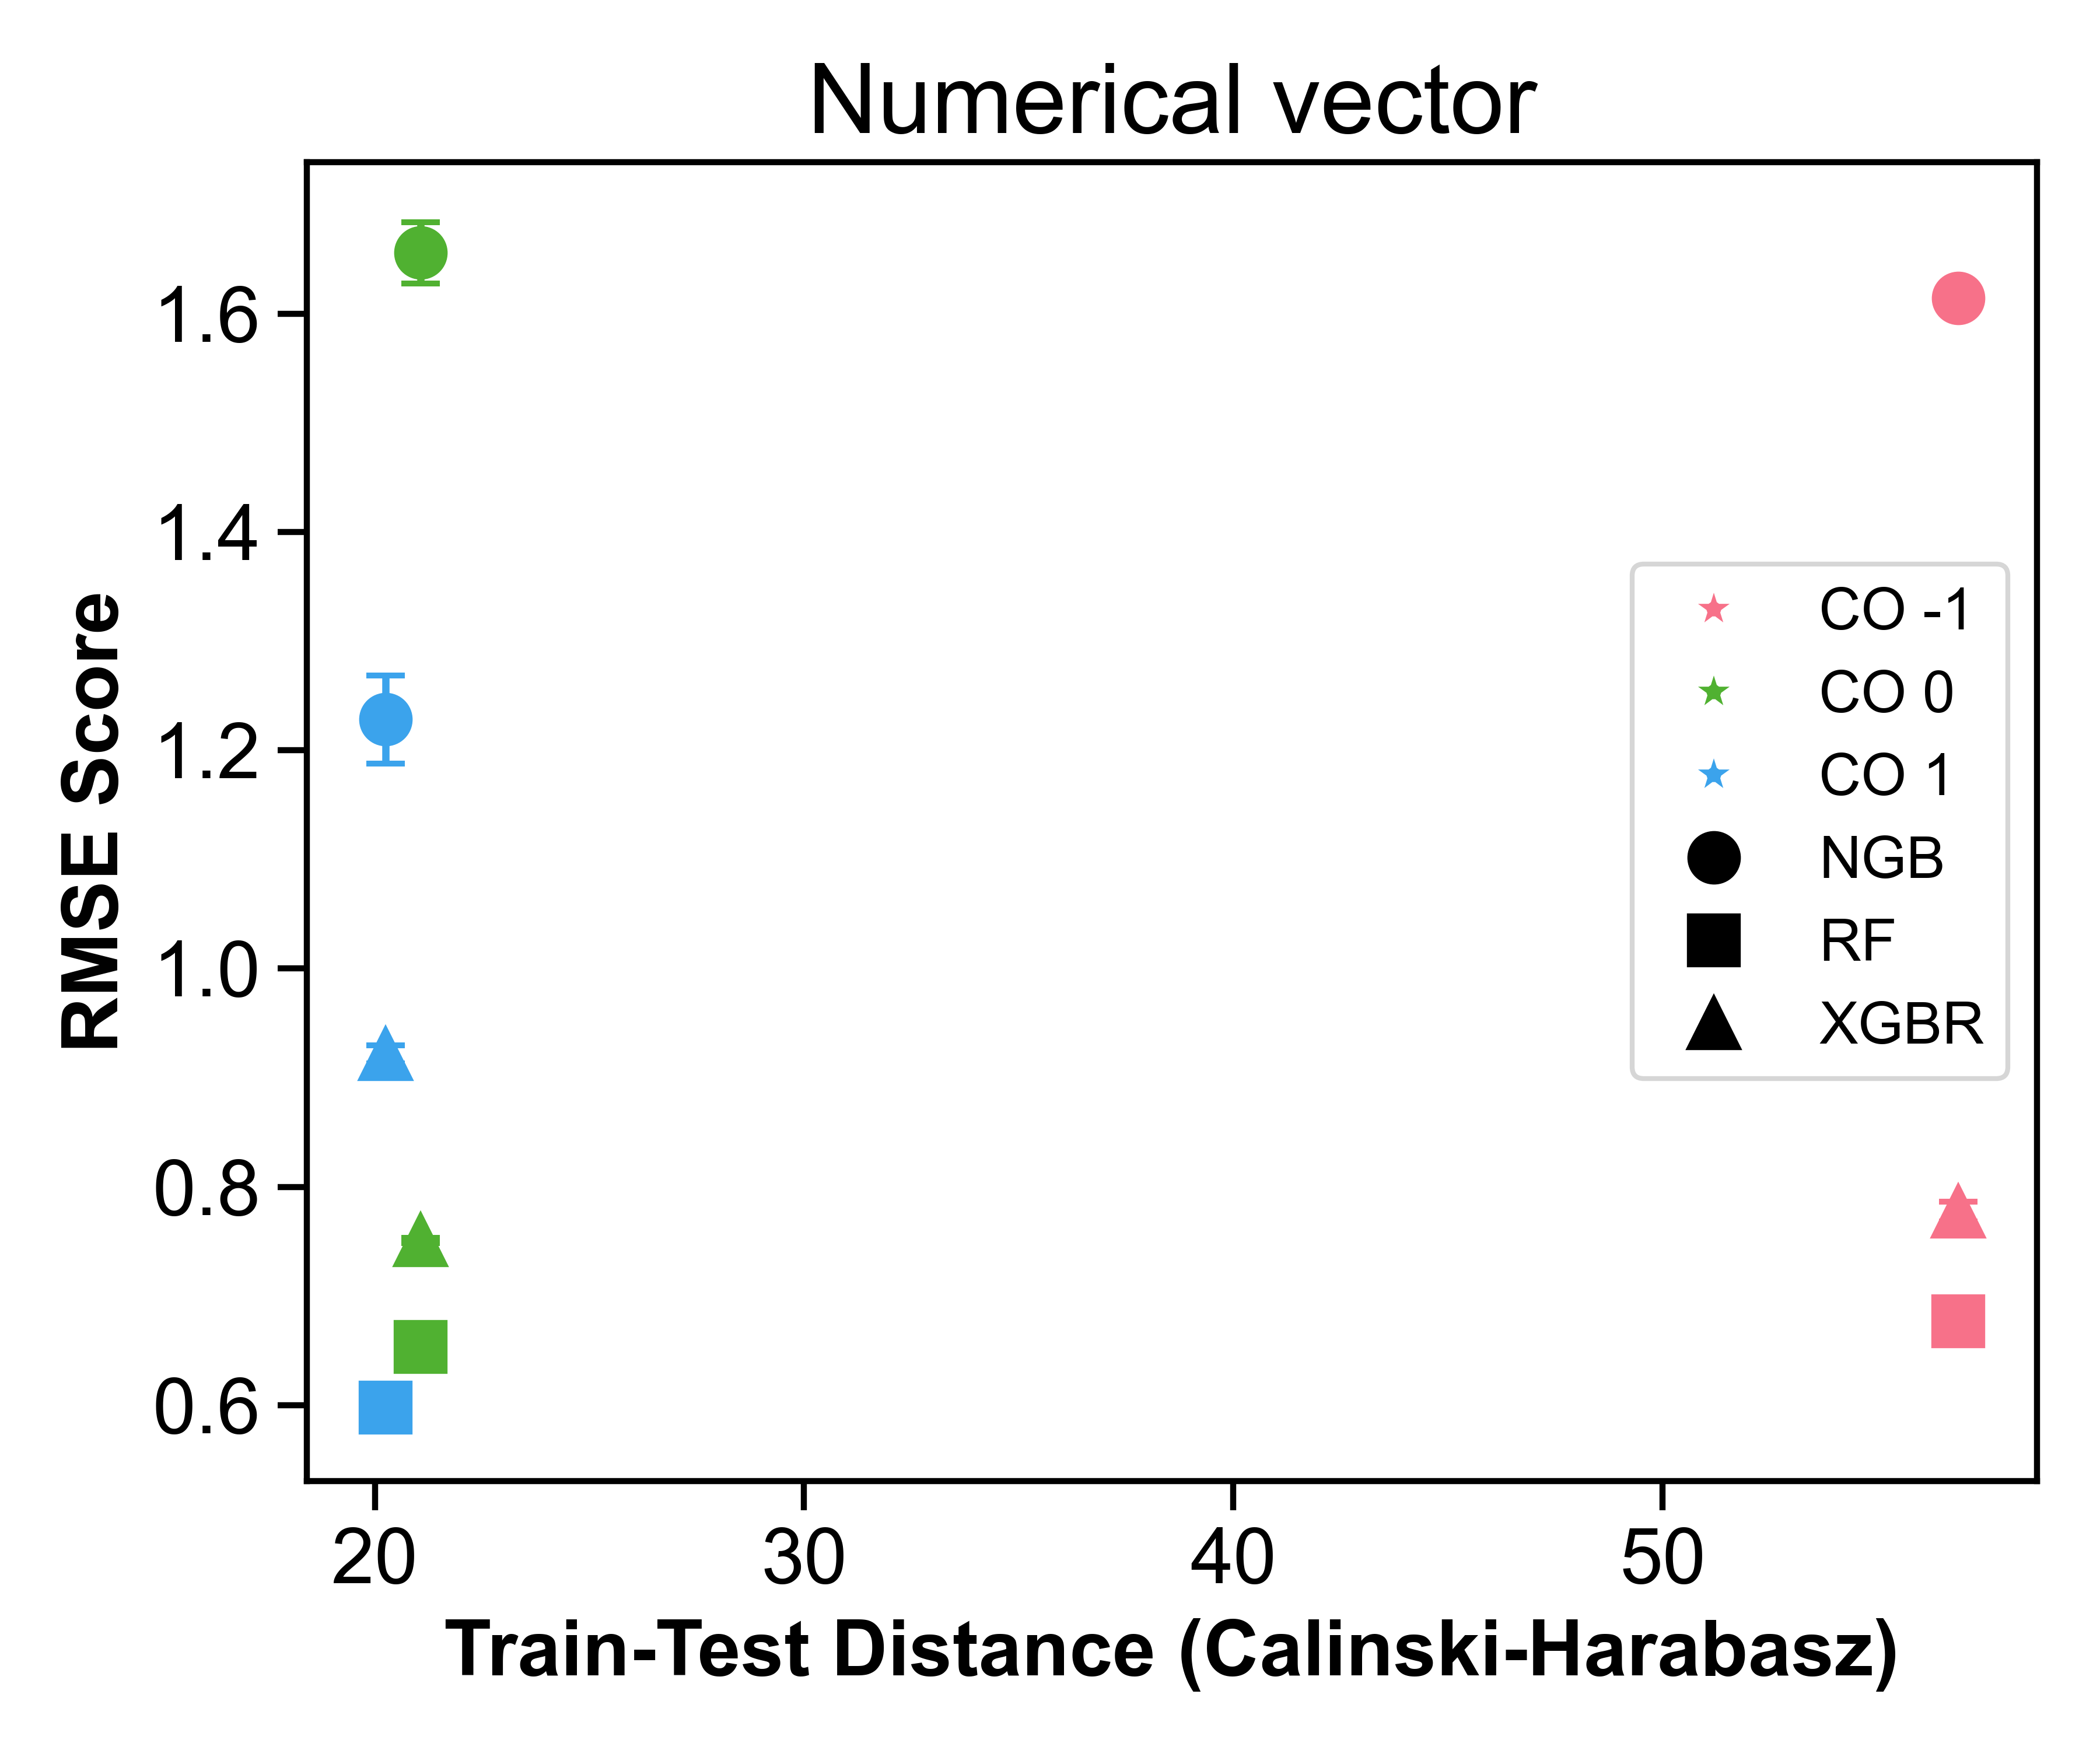 Numerical vector
RMSE Score
1.6
1.4
1.2
1.0
0.8
0.6
CO -1
CO 0
CO 1
NGB
RF
XGBR
20 30 40 50
Train-Test Distance (Calinski-Harabasz)